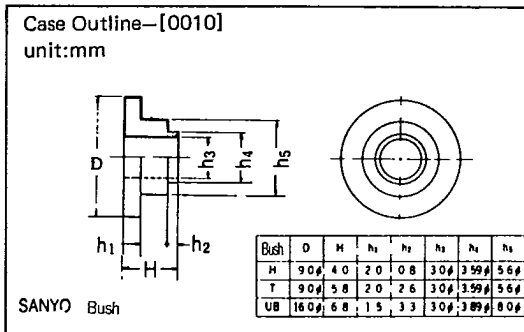 Case Outline—[0010]
unit:mm
D
h3
h4
h5
h1
H
h2
Bush D H h1 h2 h3 h4 h5
H 9.0φ 4.0 2.0 0.8 3.0φ 3.59φ 5.6φ
T 9.0φ 5.8 2.0 2.6 3.0φ 3.59φ 5.6φ
UB 16.0φ 6.8 1.5 3.3 3.0φ 3.89φ 8.0φ
SANYO Bush